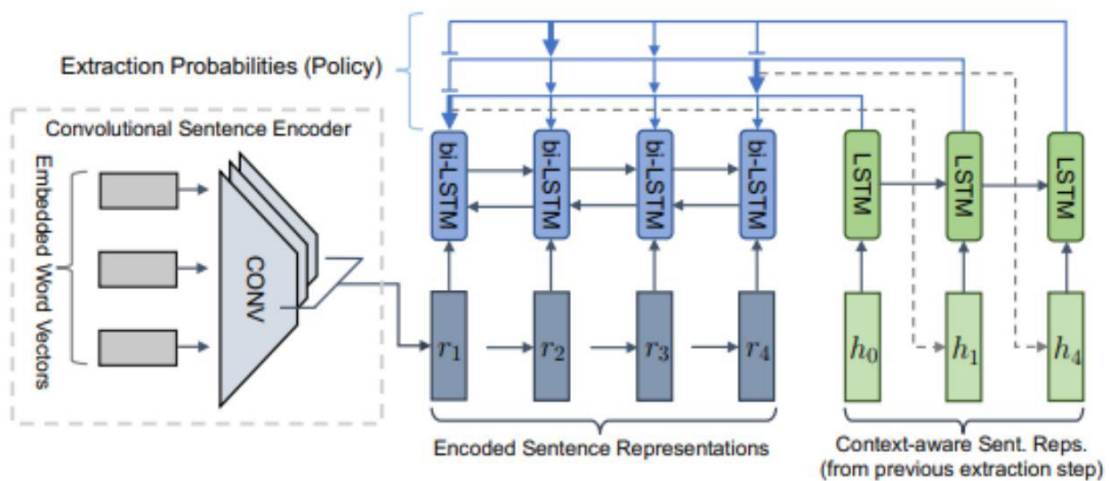 Extraction Probabilities (Policy)
Convolutional Sentence Encoder
Embedded Word Vectors
CONV
bi-LSTM
bi-LSTM
bi-LSTM
bi-LSTM
LSTM
LSTM
LSTM
r1
r2
r3
r4
h0
h1
h4
Encoded Sentence Representations
Context-aware Sent. Reps.
(from previous extraction step)